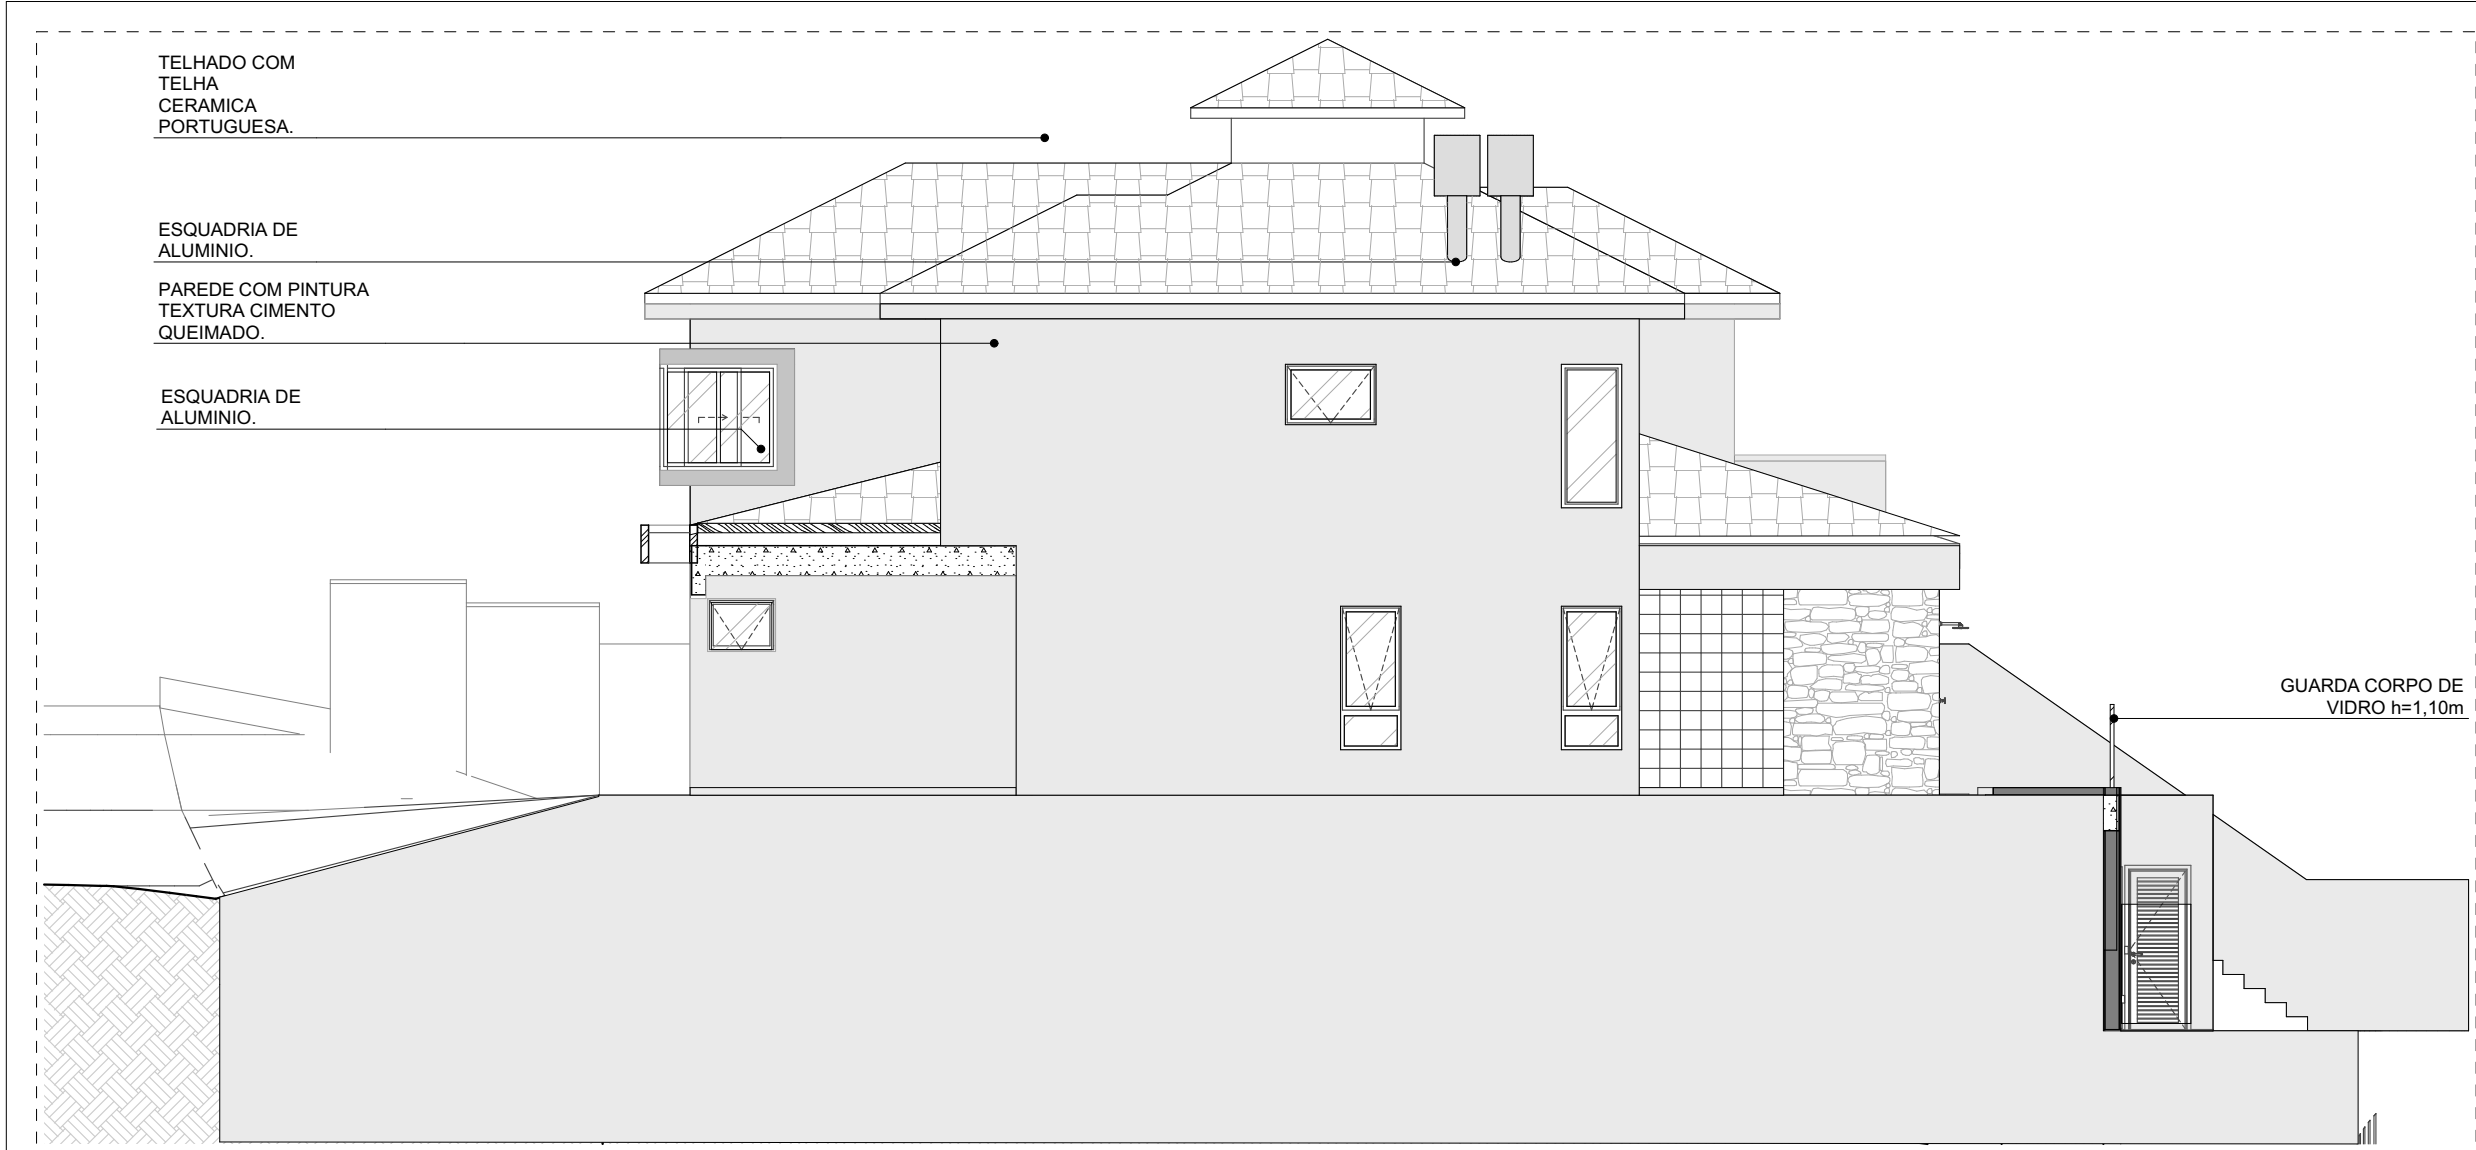 TELHADO COM
TELHA
CERAMICA
PORTUGUESA.
ESQUADRIA DE
ALUMINIO.
PAREDE COM PINTURA
TEXTURA CIMENTO
QUEIMADO.
ESQUADRIA DE
ALUMINIO.
GUARDA CORPO DE
VIDRO h=1,10m